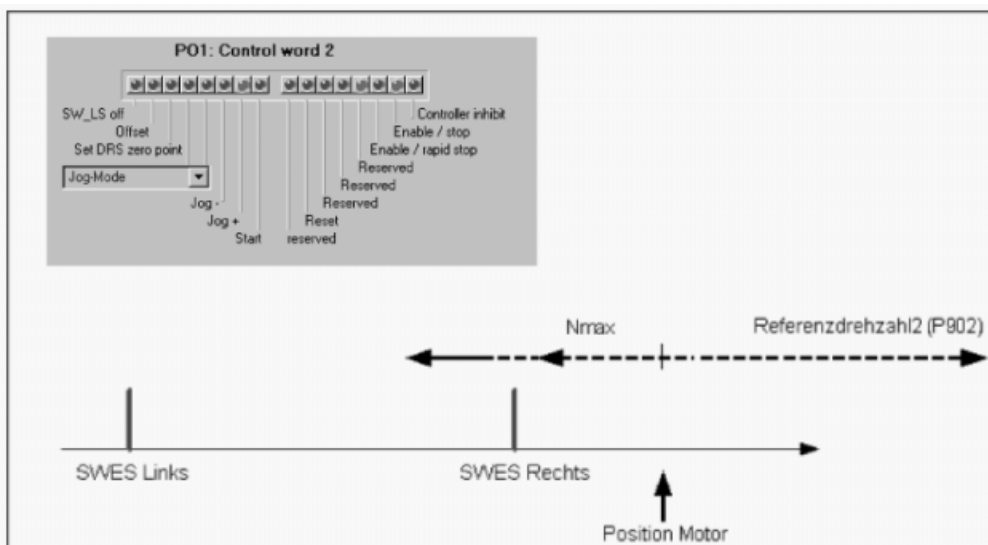 PO1: Control word 2
SW_LS off
Controller inhibit
Offset
Enable / stop
Set DRS zero point
Enable / rapid stop
Jog-Mode
Reserved
Reserved
Jog -
Reserved
Jog +
Reset
Start
reserved
Nmax
Referenzdrehzahl2 (P902)
SWES Links
SWES Rechts
Position Motor